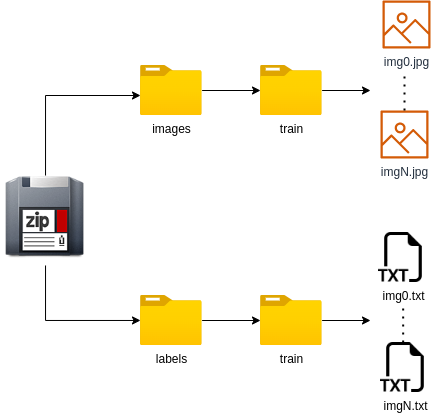 img0.jpg
images
train
imgN.jpg
zip
TXT
img0.txt
labels
train
TXT
imgN.txt